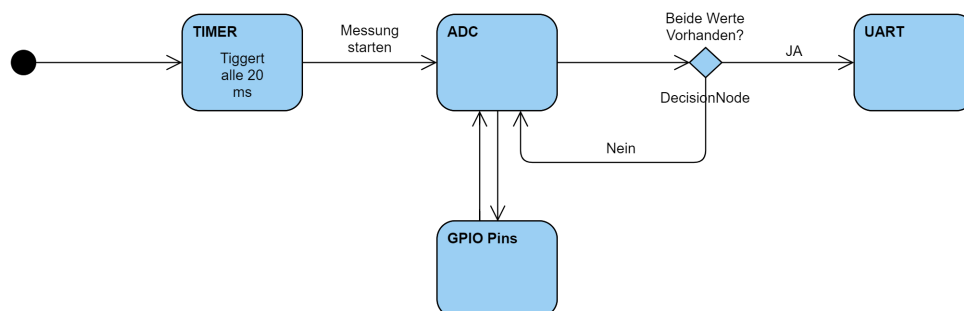 TIMER
Tiggert
alle 20
ms
Messung
starten
ADC
Beide Werte
Vorhanden?
DecisionNode
JA
UART
Nein
GPIO Pins